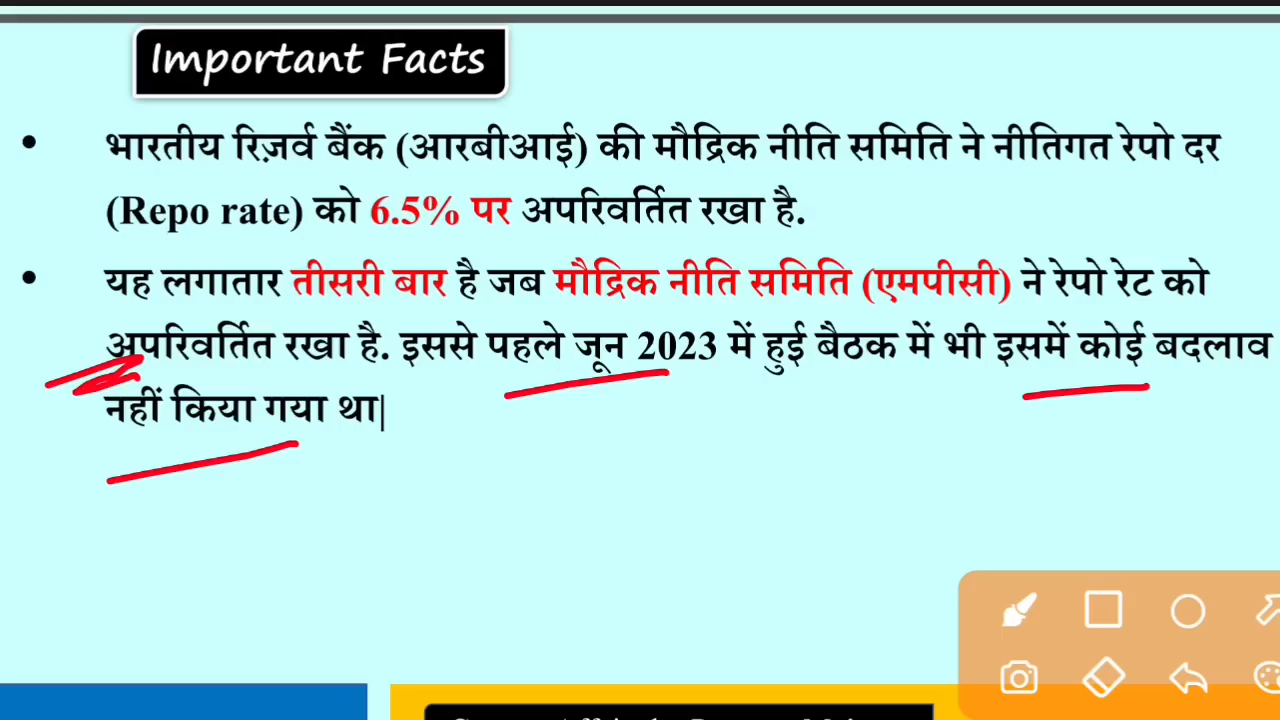 Important Facts
• भारतीय रिज़र्व बैंक (आरबीआई) की मौद्रिक नीति समिति ने नीतिगत रेपो दर
(Repo rate) को 6.5% पर अपरिवर्तित रखा है.
• यह लगातार तीसरी बार है जब मौद्रिक नीति समिति (एमपीसी) ने रेपो रेट को
अपरिवर्तित रखा है. इससे पहले जून 2023 में हुई बैठक में भी इसमें कोई बदलाव
नहीं किया गया था|